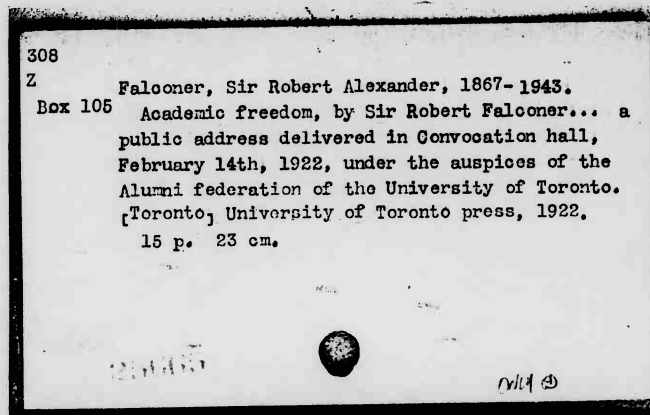 308
Z
Box 105
Falconer, Sir Robert Alexander, 1867-1943.
Academic freedom, by Sir Robert Falconer... a
public address delivered in Convocation hall,
February 14th, 1922, under the auspices of the
Alumni federation of the University of Toronto.
[Toronto] University of Toronto press, 1922.
15 p. 23 cm.